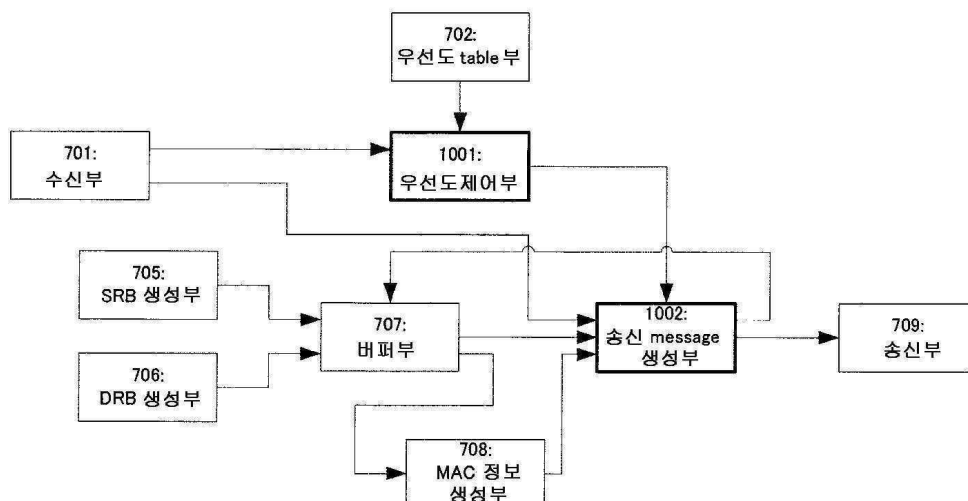 702:
우선도 table 부
701:
수신부
1001:
우선도제어부
705:
SRB 생성부
707:
버퍼부
1002:
송신 message
생성부
709:
송신부
706:
DRB 생성부
708:
MAC 정보
생성부